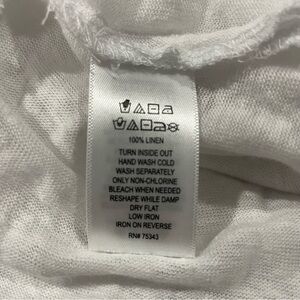 100% LINEN
TURN INSIDE OUT
HAND WASH COLD
WASH SEPARATELY
ONLY NON-CHLORINE
BLEACH WHEN NEEDED
RESHAPE WHILE DAMP
DRY FLAT
LOW IRON
IRON ON REVERSE
RN# 75343